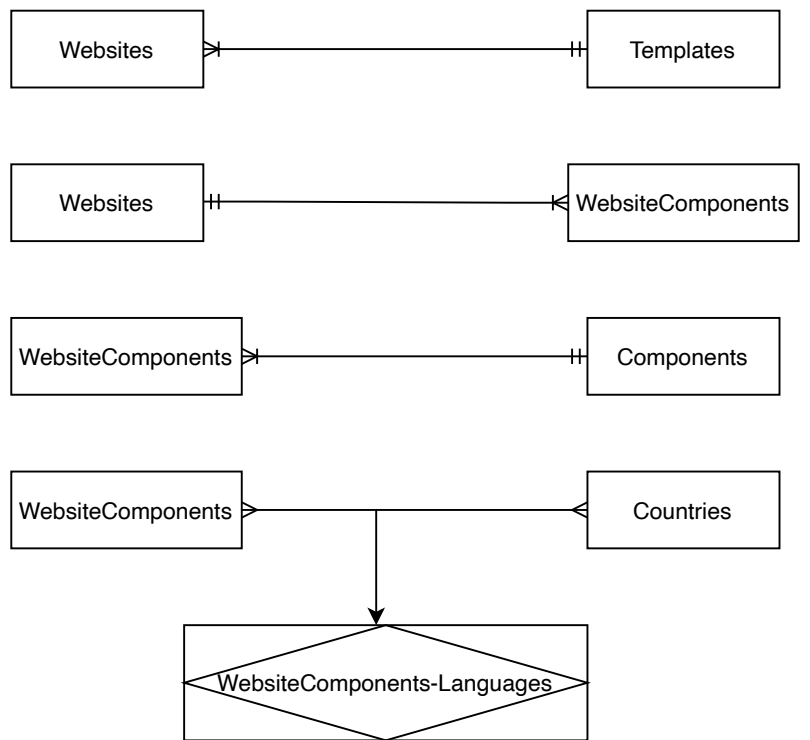 Websites
Templates
Websites
WebsiteComponents
WebsiteComponents
Components
WebsiteComponents
Countries
WebsiteComponents-Languages